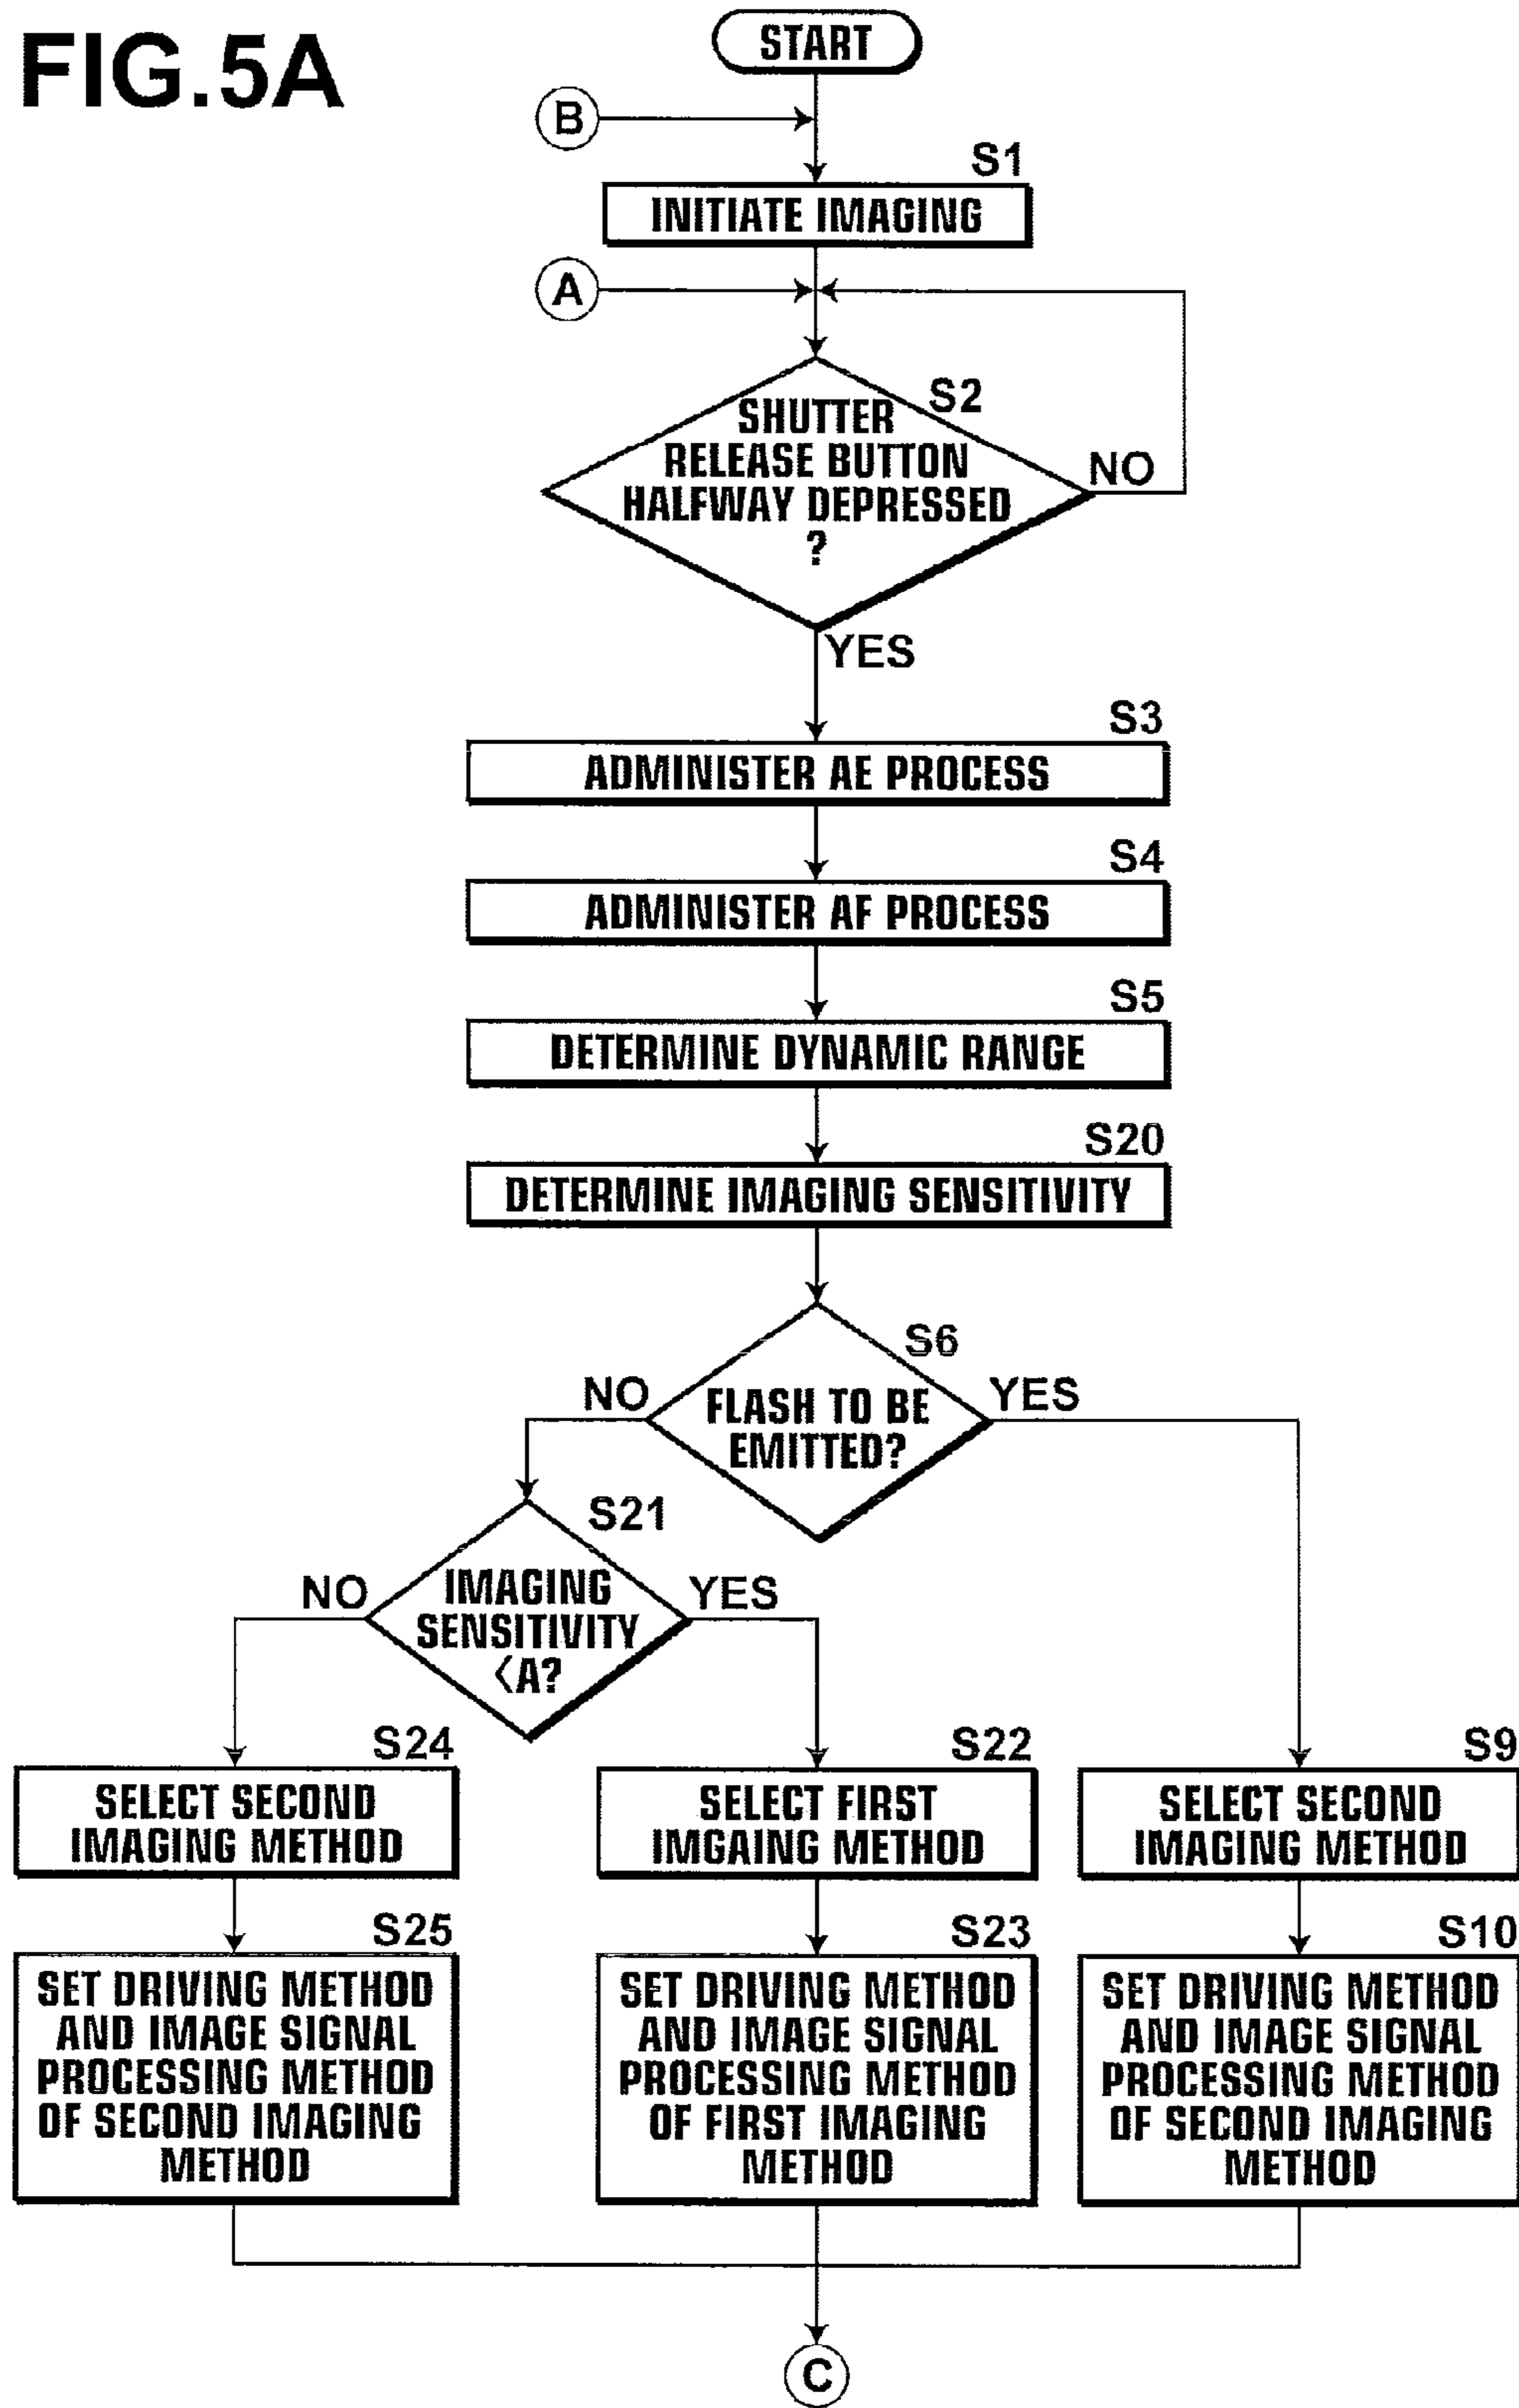 FIG.5A
START
B
S1
INITIATE IMAGING
A
S2
SHUTTER
RELEASE BUTTON
HALFWAY DEPRESSED
?
NO
YES
S3
ADMINISTER AE PROCESS
S4
ADMINISTER AF PROCESS
S5
DETERMINE DYNAMIC RANGE
S20
DETERMINE IMAGING SENSITIVITY
S6
NO
FLASH TO BE
EMITTED?
YES
S21
NO
IMAGING
SENSITIVITY
<A?
YES
S24
SELECT SECOND
IMAGING METHOD
S22
SELECT FIRST
IMGAING METHOD
S9
SELECT SECOND
IMAGING METHOD
S25
SET DRIVING METHOD
AND IMAGE SIGNAL
PROCESSING METHOD
OF SECOND IMAGING
METHOD
S23
SET DRIVING METHOD
AND IMAGE SIGNAL
PROCESSING METHOD
OF FIRST IMAGING
METHOD
S10
SET DRIVING METHOD
AND IMAGE SIGNAL
PROCESSING METHOD
OF SECOND IMAGING
METHOD
C